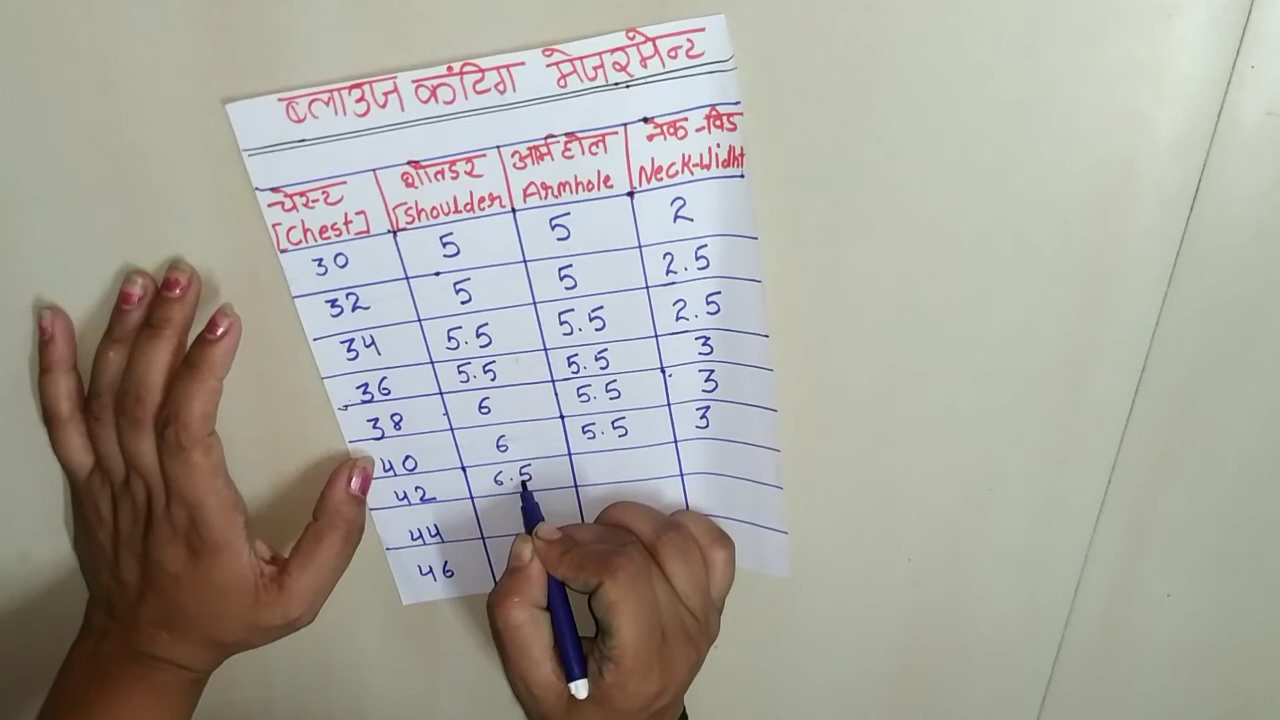 ब्लाउज कंटिग मेजरमेन्ट
चेस्ट शोलडर आर्महोल नेक-विड
[Chest] [Shoulder Armhole Neck-Widht
30 5 5 2
32 5 5 2.5
34 5.5 5.5 2.5
36 5.5 5.5 3
38 6 5.5 3
40 6 5.5 3
42 6.5
44
46